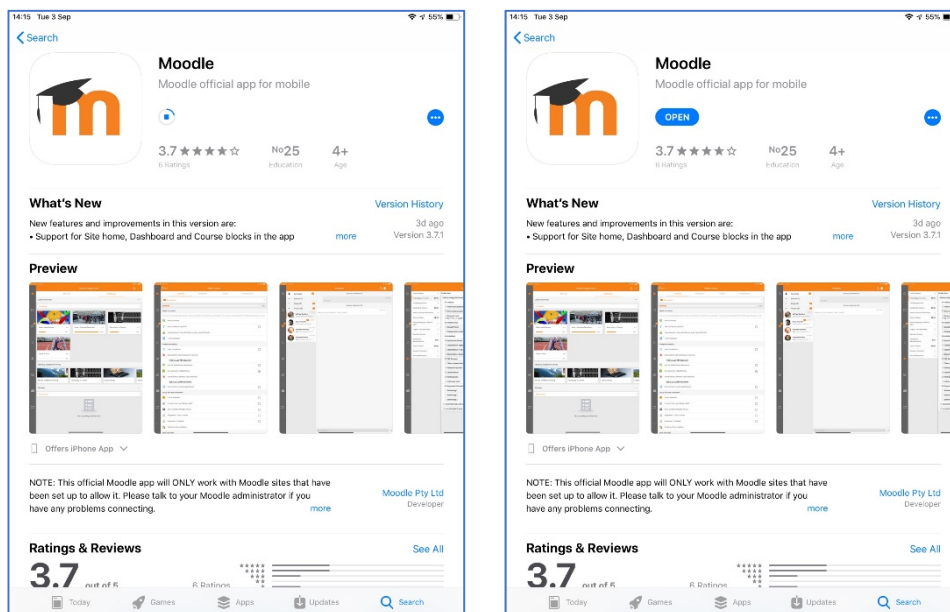 14:15 Tue 3 Sep
55%
Search
Moodle
Moodle official app for mobile
3.7 ★★★★☆
6 Ratings
No25
Education
4+
Age
What's New
Version History
New features and improvements in this version are:
• Support for Site home, Dashboard and Course blocks in the app
more
3d ago
Version 3.7.1
Preview
Offers iPhone App
NOTE: This official Moodle app will ONLY work with Moodle sites that have
been set up to allow it. Please talk to your Moodle administrator if you
have any problems connecting.
more
Moodle Pty Ltd
Developer
Ratings & Reviews
See All
3.7 out of 5
6 Ratings
Today
Games
Apps
Updates
Search
14:15 Tue 3 Sep
55%
Search
Moodle
Moodle official app for mobile
OPEN
3.7 ★★★★☆
6 Ratings
No25
Education
4+
Age
What's New
Version History
New features and improvements in this version are:
• Support for Site home, Dashboard and Course blocks in the app
more
3d ago
Version 3.7.1
Preview
Offers iPhone App
NOTE: This official Moodle app will ONLY work with Moodle sites that have
been set up to allow it. Please talk to your Moodle administrator if you
have any problems connecting.
more
Moodle Pty Ltd
Developer
Ratings & Reviews
See All
3.7 out of 5
6 Ratings
Today
Games
Apps
Updates
Search